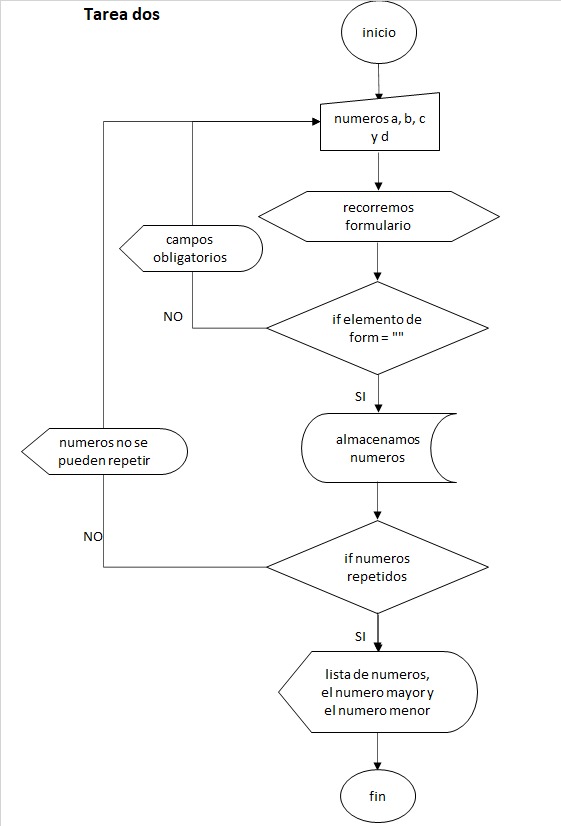 Tarea dos
inicio
numeros a, b, c
y d
recorremos
formulario
campos
obligatorios
NO
if elemento de
form = ""
SI
almacenamos
numeros
numeros no se
pueden repetir
NO
if numeros
repetidos
SI
lista de numeros,
el numero mayor y
el numero menor
fin